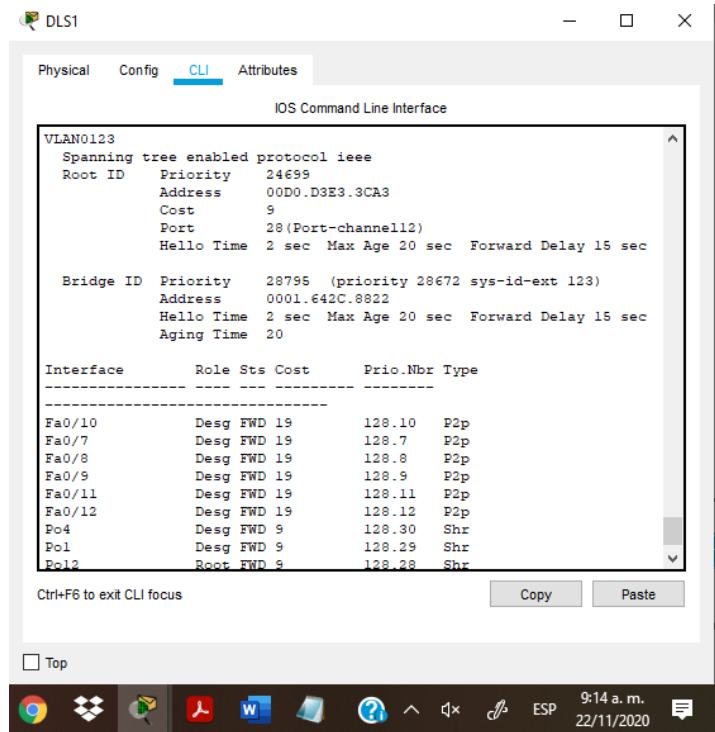 DLS1
Physical Config CLI Attributes
IOS Command Line Interface
VLAN0123
Spanning tree enabled protocol ieee
Root ID Priority 24699
Address 00D0.D3E3.3CA3
Cost 9
Port 28(Port-channel12)
Hello Time 2 sec Max Age 20 sec Forward Delay 15 sec
Bridge ID Priority 28795 (priority 28672 sys-id-ext 123)
Address 0001.642C.8822
Hello Time 2 sec Max Age 20 sec Forward Delay 15 sec
Aging Time 20
Interface Role Sts Cost Prio.Nbr Type
---------------- ---- --- --------- --------
--------------------------------
Fa0/10 Desg FWD 19 128.10 P2p
Fa0/7 Desg FWD 19 128.7 P2p
Fa0/8 Desg FWD 19 128.8 P2p
Fa0/9 Desg FWD 19 128.9 P2p
Fa0/11 Desg FWD 19 128.11 P2p
Fa0/12 Desg FWD 19 128.12 P2p
Po4 Desg FWD 9 128.30 Shr
Po1 Desg FWD 9 128.29 Shr
Po12 Root FWD 9 128.28 Shr
Ctrl+F6 to exit CLI focus
Copy Paste
Top
ESP
9:14 a. m.
22/11/2020